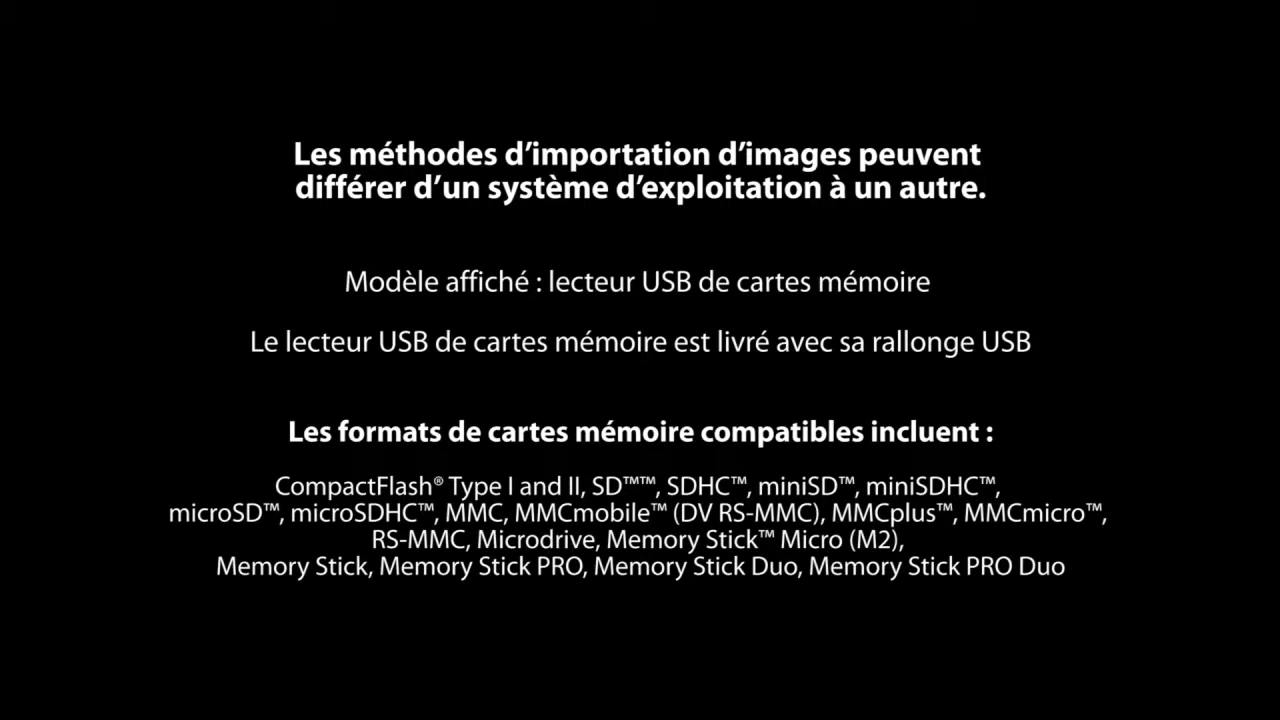 Les méthodes d’importation d’images peuvent
différer d’un système d’exploitation à un autre.
Modèle affiché : lecteur USB de cartes mémoire
Le lecteur USB de cartes mémoire est livré avec sa rallonge USB
Les formats de cartes mémoire compatibles incluent :
CompactFlash® Type I and II, SD™™, SDHC™, miniSD™, miniSDHC™,
microSD™, microSDHC™, MMC, MMCmobile™ (DV RS-MMC), MMCplus™, MMCmicro™,
RS-MMC, Microdrive, Memory Stick™ Micro (M2),
Memory Stick, Memory Stick PRO, Memory Stick Duo, Memory Stick PRO Duo